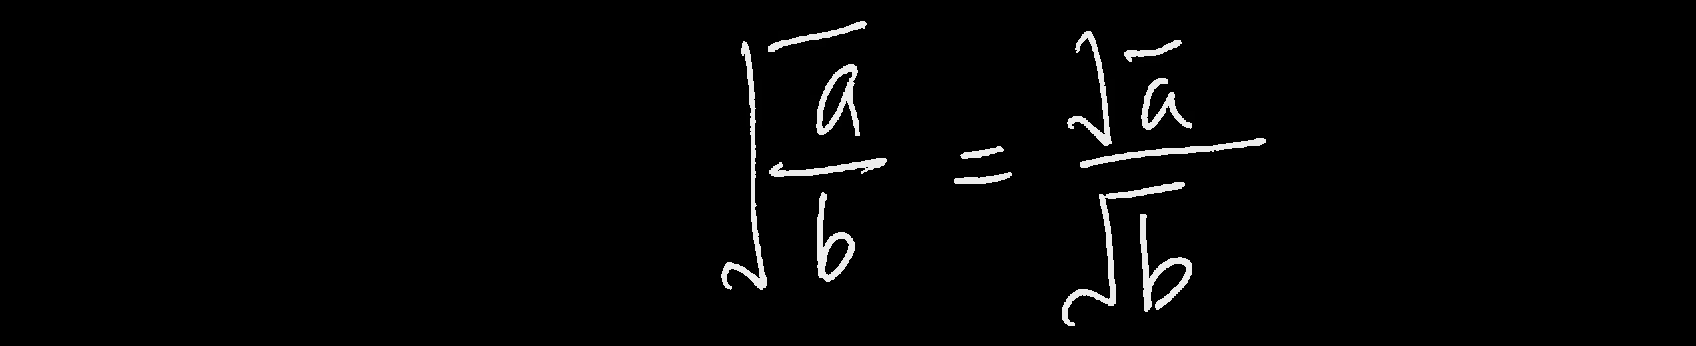 √(a/b) = √a/√b